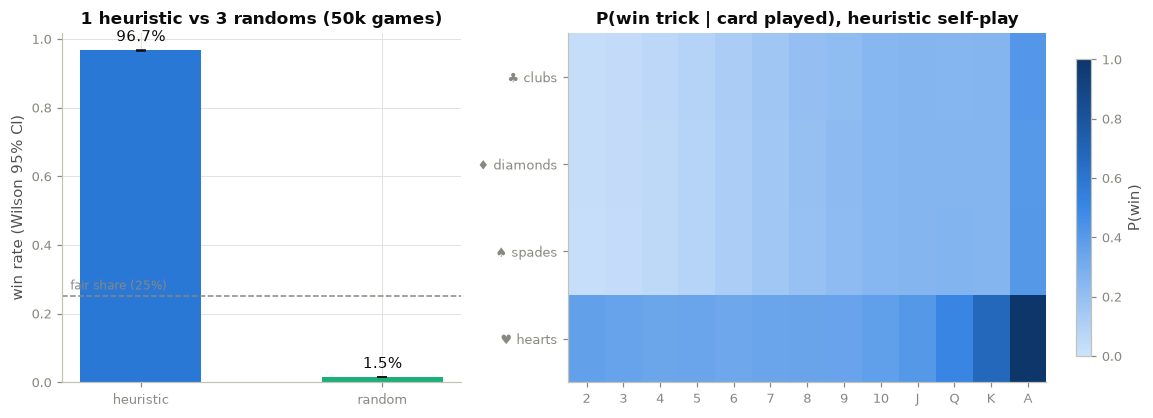 1 heuristic vs 3 randoms (50k games)
win rate (Wilson 95% CI)
1.0
0.8
0.6
0.4
0.2
0.0
96.7%
fair share (25%)
1.5%
heuristic
random
P(win trick | card played), heuristic self-play
♣ clubs
♦ diamonds
♠ spades
♥ hearts
2 3 4 5 6 7 8 9 10 J Q K A
1.0
0.8
0.6
0.4
0.2
0.0
P(win)